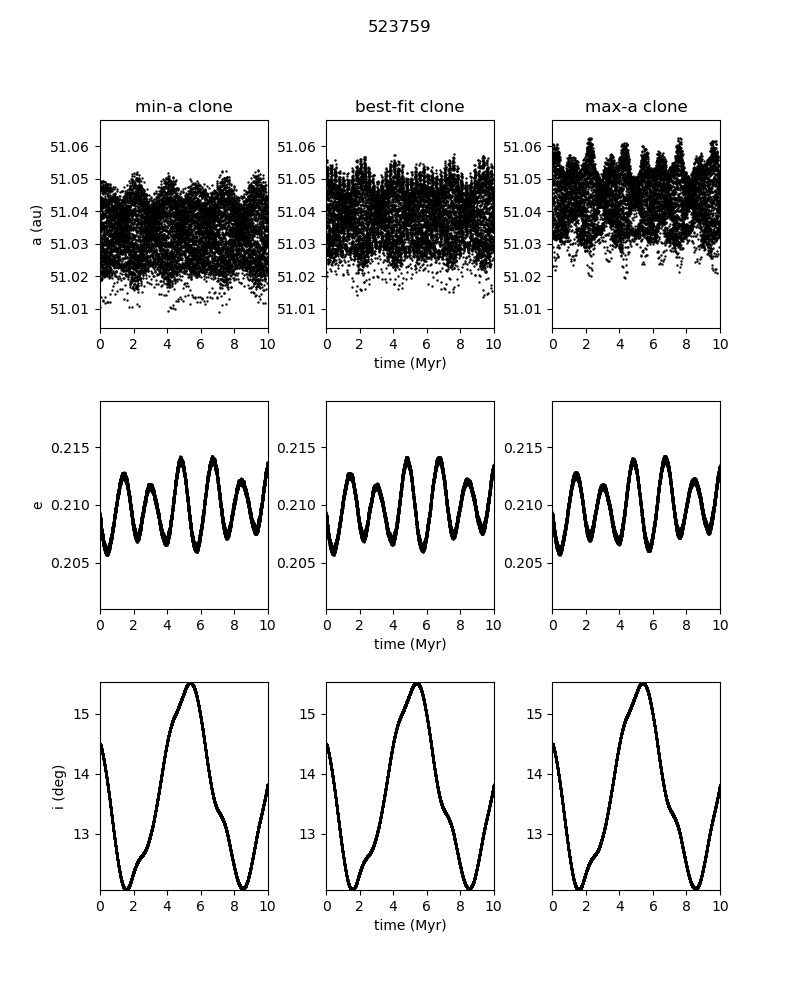 523759
min-a clone best-fit clone max-a clone
51.06 51.06 51.06
51.05 51.05 51.05
51.04 51.04 51.04
a (au)
51.03 51.03 51.03
51.02 51.02 51.02
51.01 51.01 51.01
0 2 4 6 8 10 0 2 4 6 8 10 0 2 4 6 8 10
time (Myr)
0.215 0.215 0.215
e
0.210 0.210 0.210
0.205 0.205 0.205
0 2 4 6 8 10 0 2 4 6 8 10 0 2 4 6 8 10
time (Myr)
15 15 15
i (deg)
14 14 14
13 13 13
0 2 4 6 8 10 0 2 4 6 8 10 0 2 4 6 8 10
time (Myr)